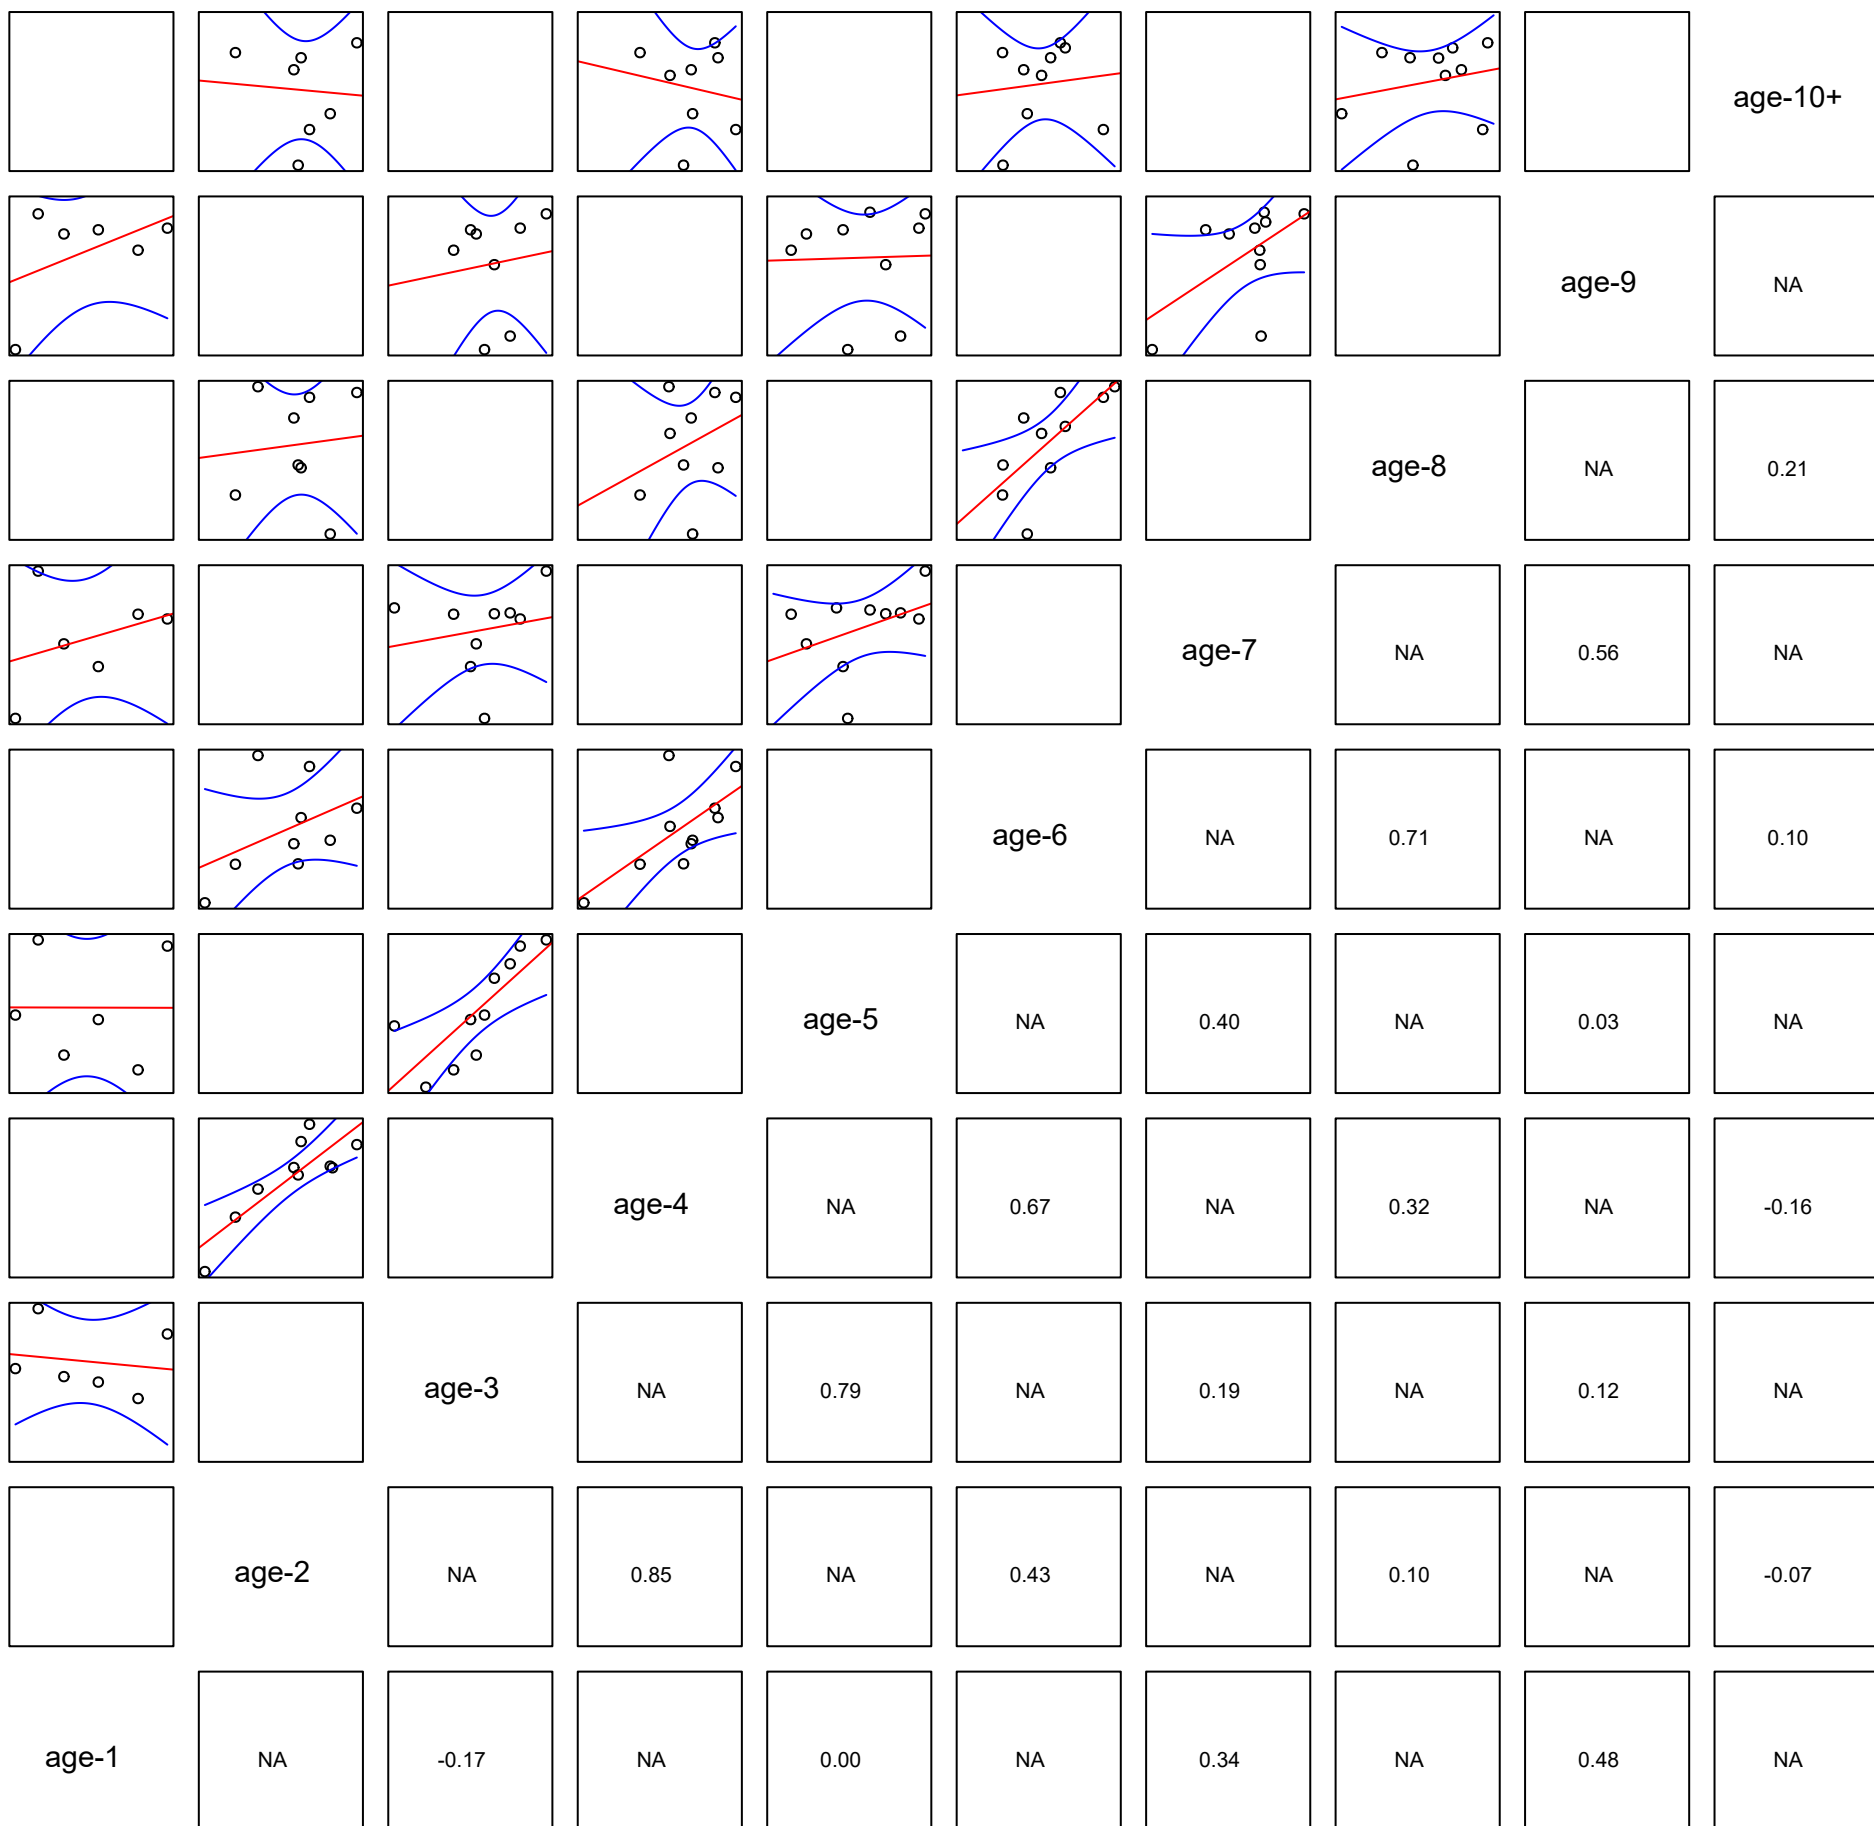 age-10+
age-9 NA
age-8 NA 0.21
age-7 NA 0.56 NA
age-6 NA 0.71 NA 0.10
age-5 NA 0.40 NA 0.03 NA
age-4 NA 0.67 NA 0.32 NA -0.16
age-3 NA 0.79 NA 0.19 NA 0.12 NA
age-2 NA 0.85 NA 0.43 NA 0.10 NA -0.07
age-1 NA -0.17 NA 0.00 NA 0.34 NA 0.48 NA